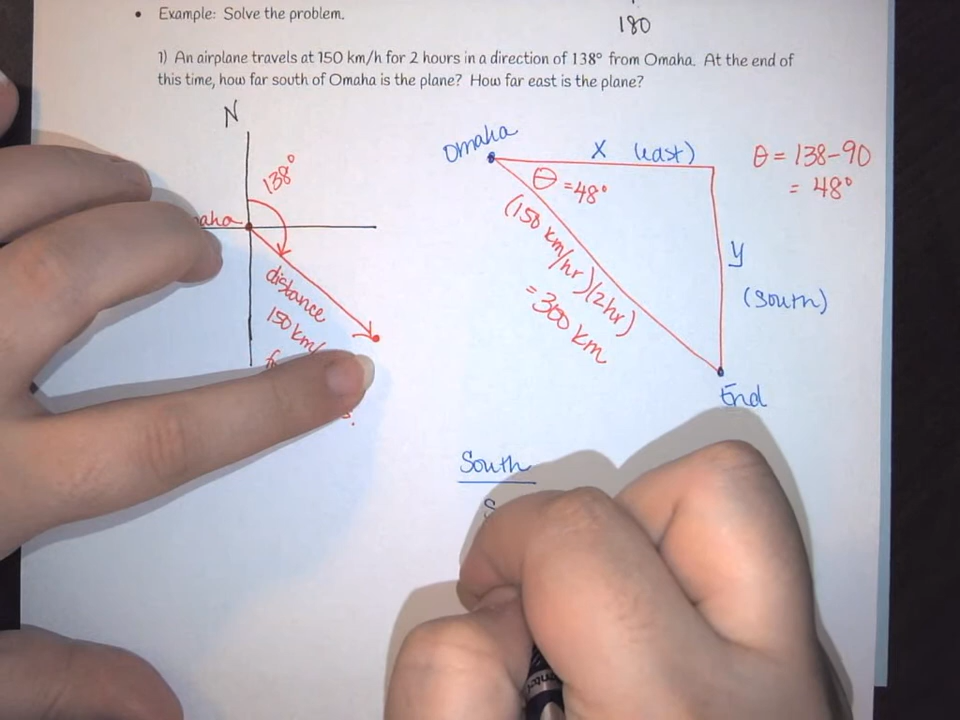 • Example: Solve the problem.
180
1) An airplane travels at 150 km/h for 2 hours in a direction of 138° from Omaha. At the end of
this time, how far south of Omaha is the plane? How far east is the plane?
N
138°
aha
distance
150 km/
f
s.
Omaha
x (east)
θ = 48°
(150 km/hr)(2hr)
= 300 km
y
(South)
End
θ = 138-90
= 48°
South
S